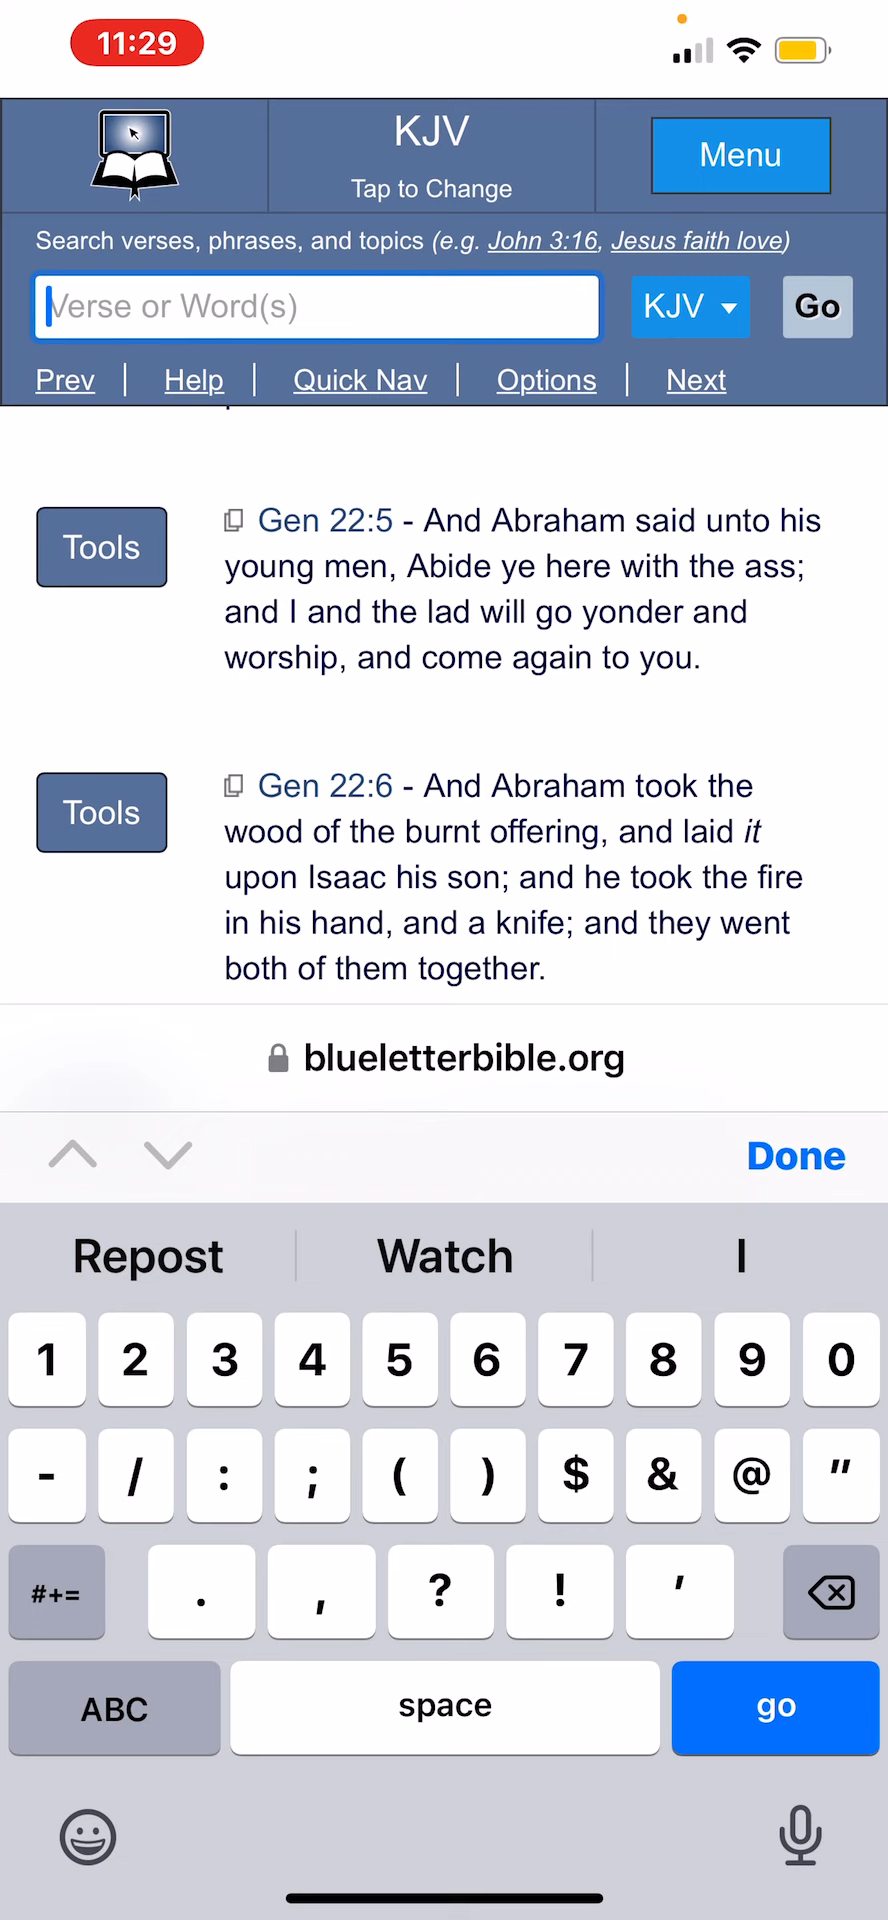 11:29
KJV
Tap to Change
Menu
Search verses, phrases, and topics (e.g. John 3:16, Jesus faith love)
Verse or Word(s)
KJV
Go
Prev | Help | Quick Nav | Options | Next
Tools
Gen 22:5 - And Abraham said unto his
young men, Abide ye here with the ass;
and I and the lad will go yonder and
worship, and come again to you.
Tools
Gen 22:6 - And Abraham took the
wood of the burnt offering, and laid it
upon Isaac his son; and he took the fire
in his hand, and a knife; and they went
both of them together.
blueletterbible.org
Done
Repost Watch I
1 2 3 4 5 6 7 8 9 0
- / : ; ( ) $ & @ "
#+= . , ? ! '
ABC space go